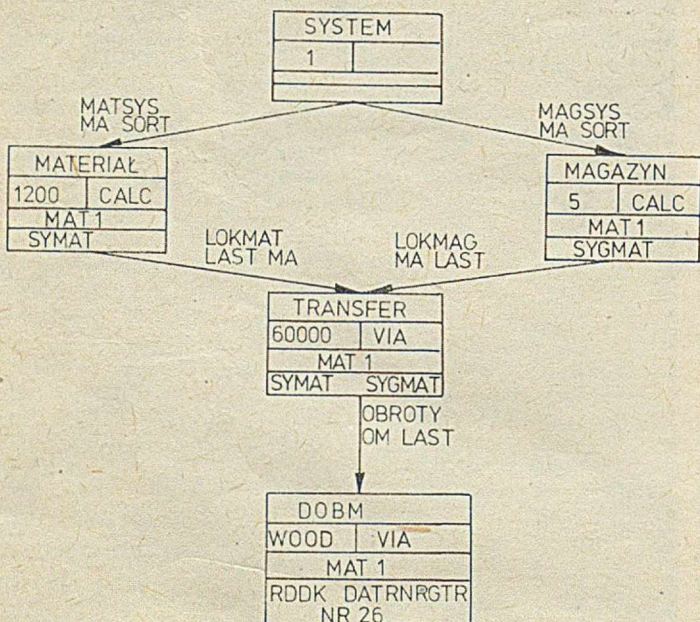 SYSTEM
1
MATSYS
MA SORT
MAGSYS
MA SORT
MATERIAŁ
1200 CALC
MAT 1
SYMAT
MAGAZYN
5 CALC
MAT 1
SYGMAT
LOKMAT
LAST MA
LOKMAG
MA LAST
TRANSFER
60000 VIA
MAT 1
SYMAT SYGMAT
OBROTY
OM LAST
DOBM
WOOD VIA
MAT 1
RDDK DATRNRGTR
NR 26